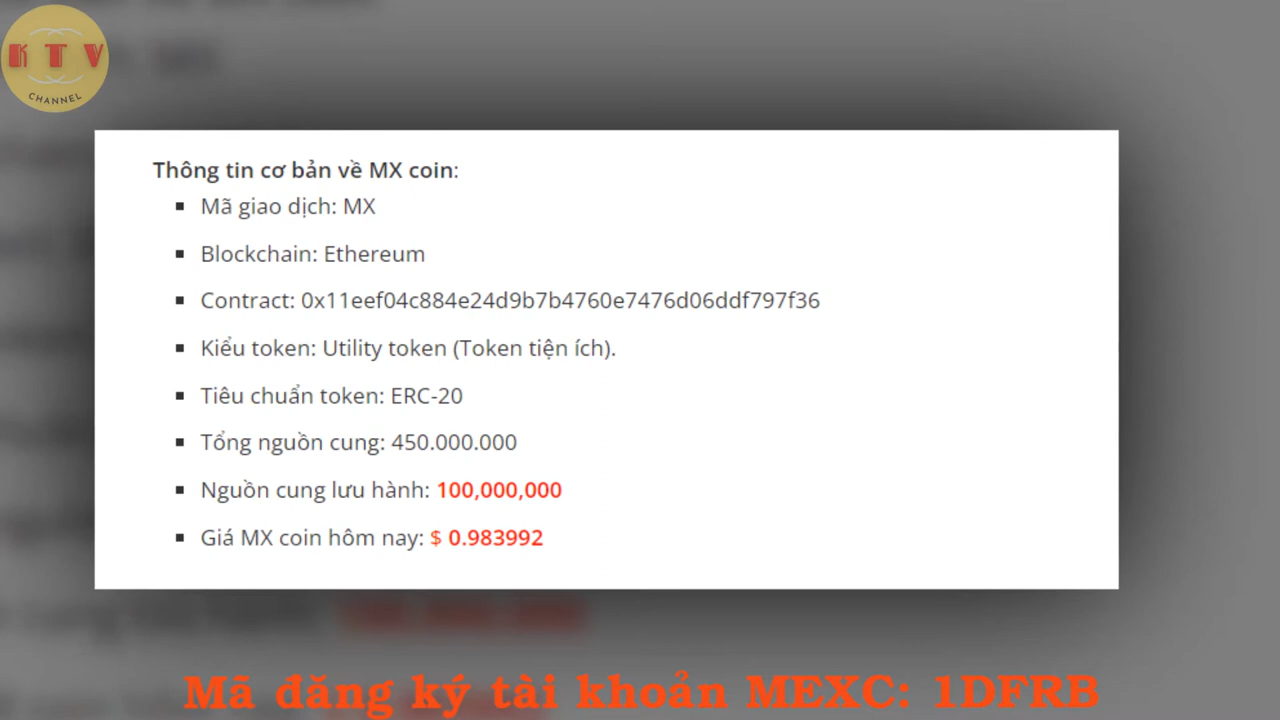 KTV
CHANNEL
Thông tin cơ bản về MX coin:
Mã giao dịch: MX
Blockchain: Ethereum
Contract: 0x11eef04c884e24d9b7b4760e7476d06ddf797f36
Kiểu token: Utility token (Token tiện ích).
Tiêu chuẩn token: ERC-20
Tổng nguồn cung: 450.000.000
Nguồn cung lưu hành: 100,000,000
Giá MX coin hôm nay: $ 0.983992
Mã đăng ký tài khoản MEXC: 1DFRB